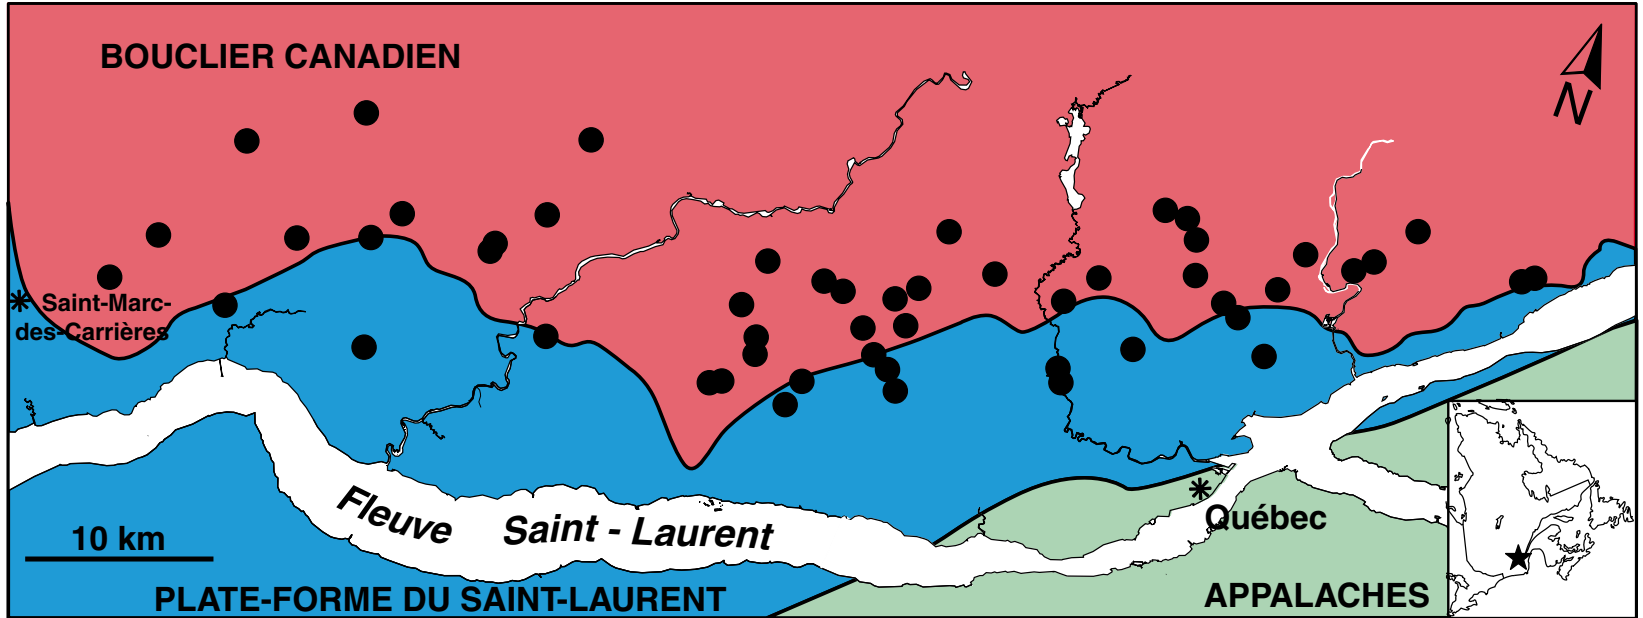 BOUCLIER CANADIEN
N
Saint-Marc-
des-Carrières
Fleuve Saint - Laurent
Québec
10 km
PLATE-FORME DU SAINT-LAURENT
APPALACHES